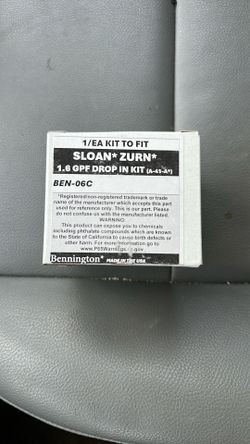 1/EA KIT TO FIT
SLOAN* ZURN*
1.6 GPF DROP IN KIT (A-41-A*)
BEN-06C
*Registered/non-registered trademark or trade
name of the manufacturer which accepts this part
used for reference only. This is our part. Please
do not confuse us with the manufacturer listed.
WARNING:
This product can expose you to chemicals
including phthalate compounds which are known
to the State of California to cause birth defects or
other harm. For more information go to
www.P65Warnings.ca.gov
Bennington®
MADE IN THE USA